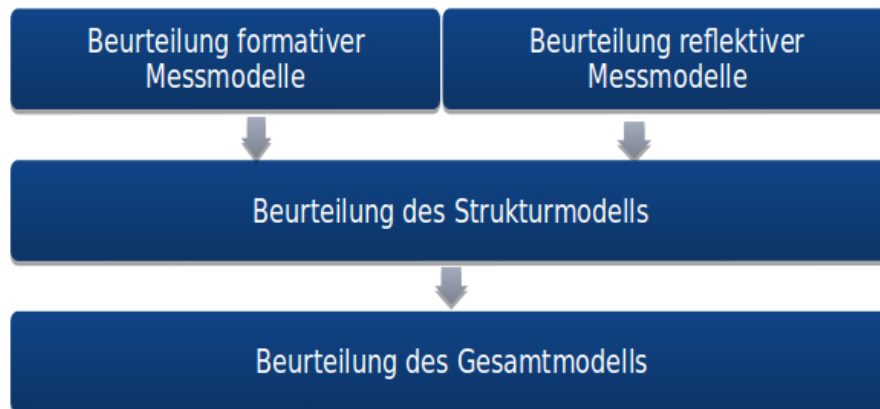 Beurteilung formativer
Messmodelle
Beurteilung reflektiver
Messmodelle
Beurteilung des Strukturmodells
Beurteilung des Gesamtmodells